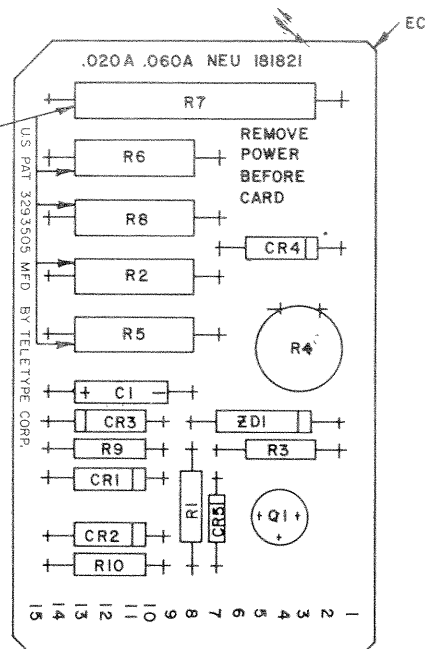 EC
.020A .060A NEU 181821
R7
R6
REMOVE
POWER
BEFORE
CARD
R8
CR4
R2
R5
R4
U.S. PAT 3293505 MFD. BY TELETYPE CORP.
+ C1 -
CR3
ZD1
R9
R3
CR1
R1
CR5
+Q1+
+
CR2
R10
15 14 13 12 11 10 9 8 7 6 5 4 3 2 1